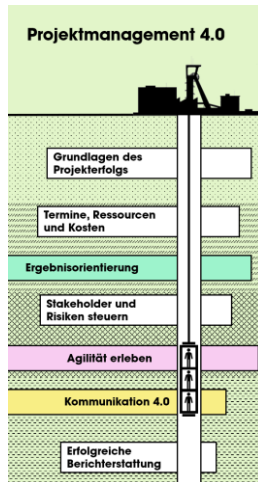 Projektmanagement 4.0
Grundlagen des
Projekterfolgs
Termine, Ressourcen
und Kosten
Ergebnisorientierung
Stakeholder und
Risiken steuern
Agilität erleben
Kommunikation 4.0
Erfolgreiche
Berichterstattung